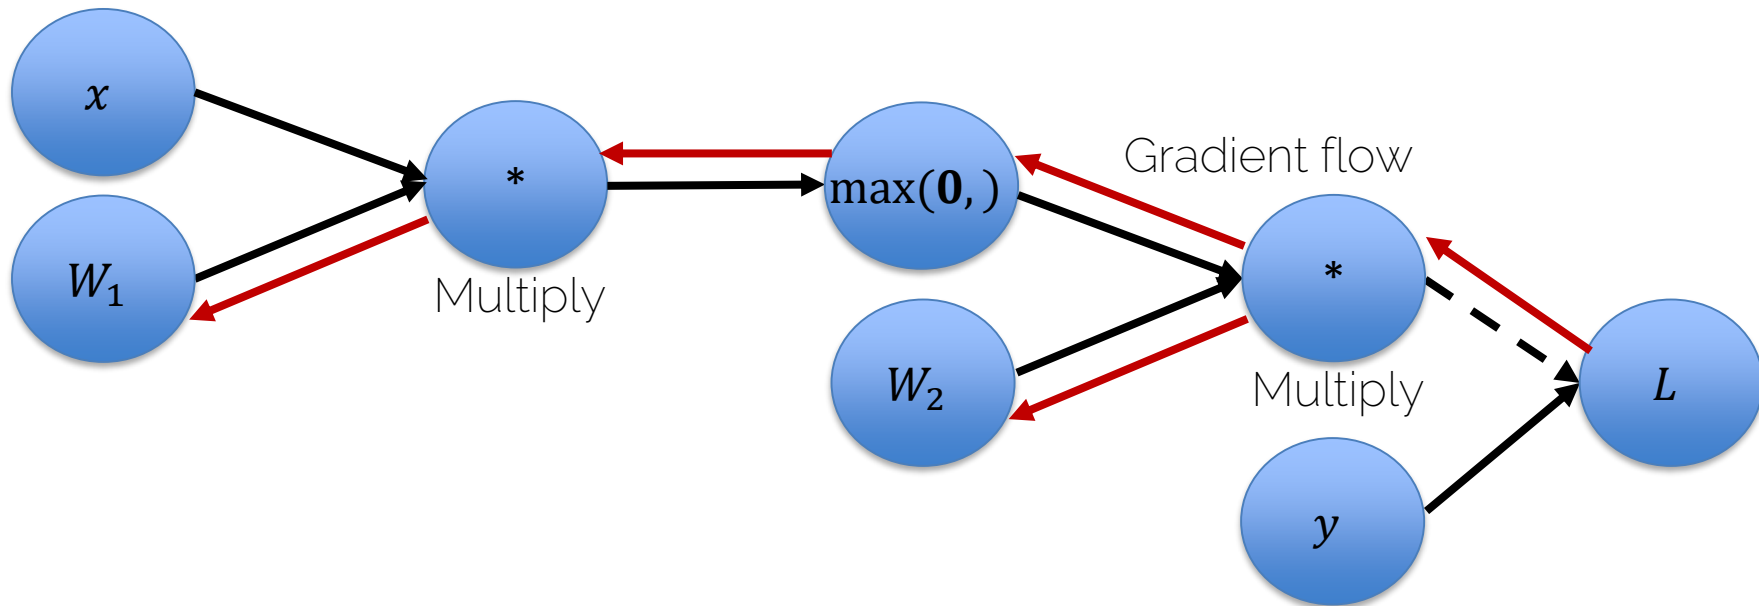 x
W₁
*
Multiply
max(0, )
Gradient flow
W₂
*
Multiply
y
L